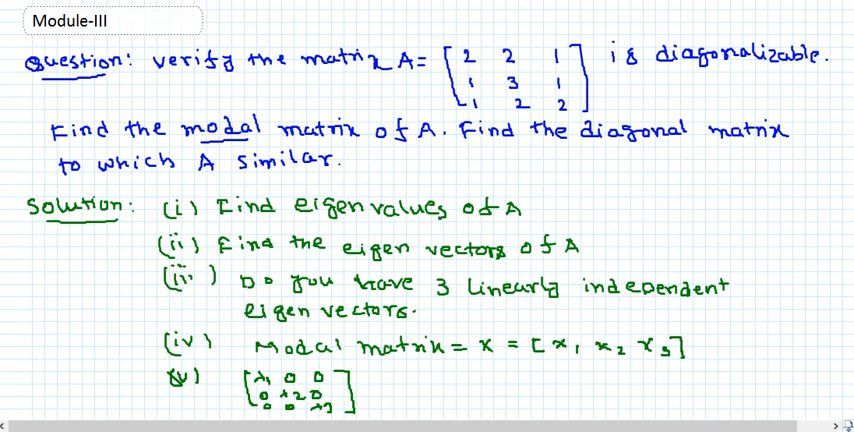 Module-III
Question: verify the matrix A = [ 2 2 1 ] is diagonalizable.
1 3 1
1 2 2
Find the modal matrix of A. Find the diagonal matrix
to which A similar.
Solution: (i) Find eigen values of A
(ii) Find the eigen vectors of A
(iii) Do you have 3 linearly independent
eigen vectors.
(iv) Modal matrix = X = [ x1 x2 x3 ]
(v) [ λ1 0 0 ]
0 λ2 0
0 0 λ3